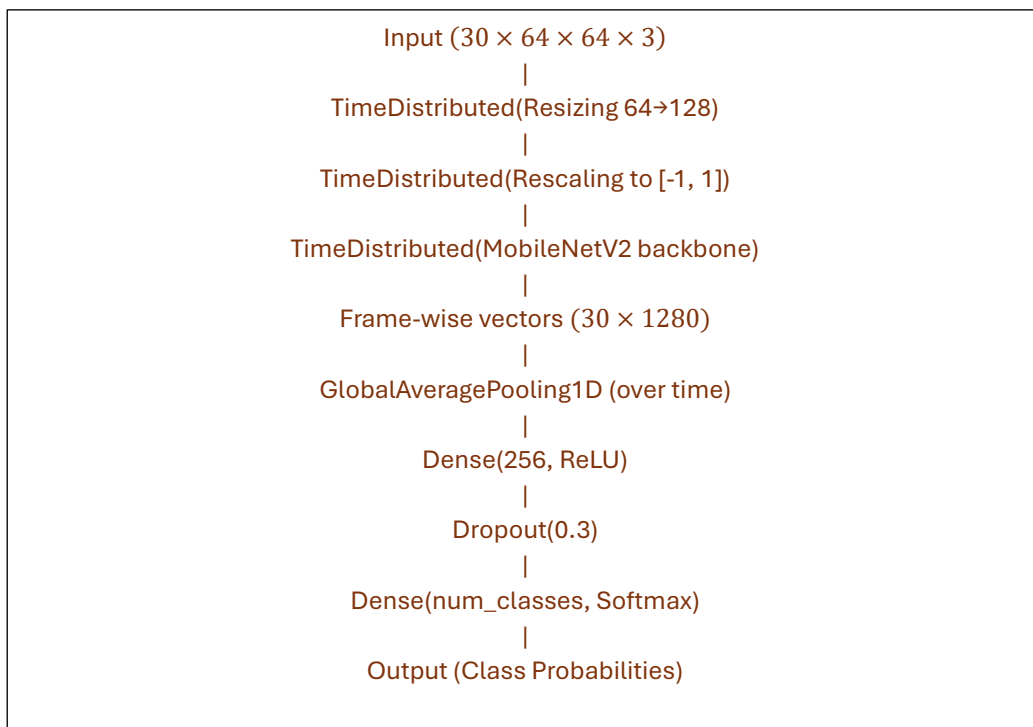 Input (30 × 64 × 64 × 3)
|
TimeDistributed(Resizing 64→128)
|
TimeDistributed(Rescaling to [-1, 1])
|
TimeDistributed(MobileNetV2 backbone)
|
Frame-wise vectors (30 × 1280)
|
GlobalAveragePooling1D (over time)
|
Dense(256, ReLU)
|
Dropout(0.3)
|
Dense(num_classes, Softmax)
|
Output (Class Probabilities)